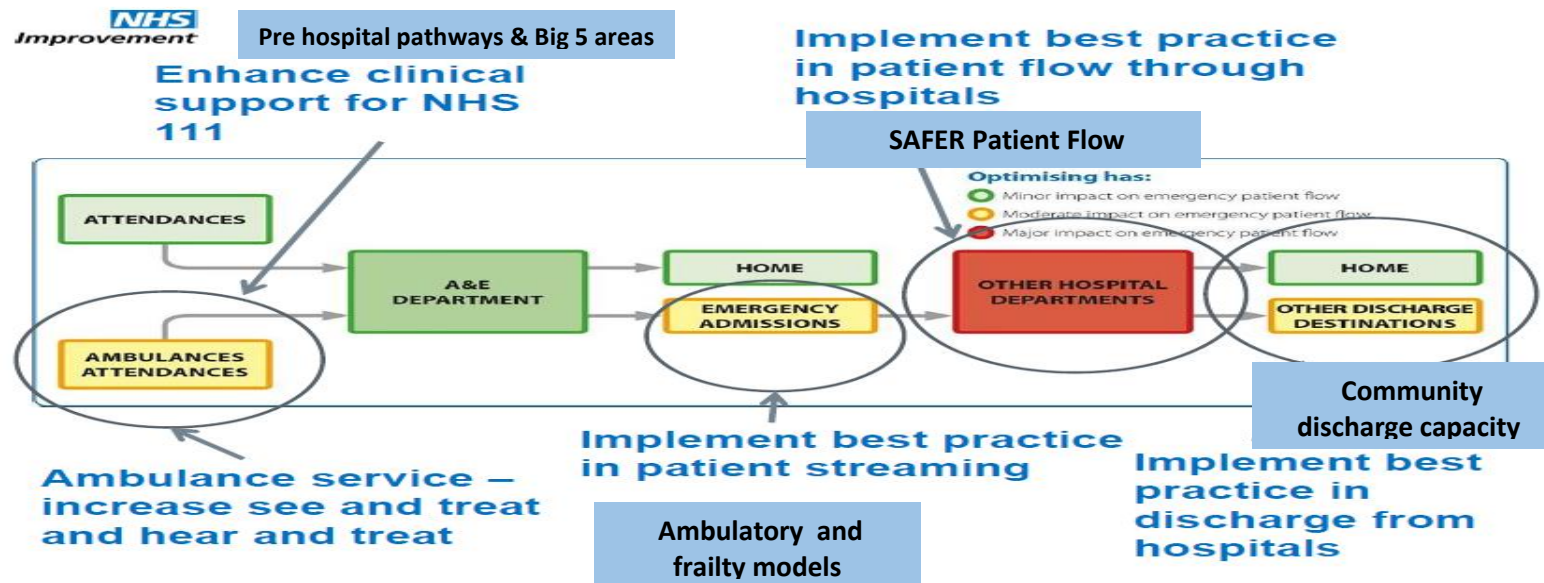 NHS
Improvement
Pre hospital pathways & Big 5 areas
Enhance clinical
support for NHS
111
Implement best practice
in patient flow through
hospitals
SAFER Patient Flow
Optimising has:
Minor impact on emergency patient flow
Moderate impact on emergency patient flow
Major impact on emergency patient flow
ATTENDANCES
AMBULANCES
ATTENDANCES
A&E
DEPARTMENT
HOME
EMERGENCY
ADMISSIONS
OTHER HOSPITAL
DEPARTMENTS
HOME
OTHER DISCHARGE
DESTINATIONS
Community
discharge capacity
Ambulance service –
increase see and treat
and hear and treat
Implement best practice
in patient streaming
Ambulatory and
frailty models
Implement best
practice in
discharge from
hospitals